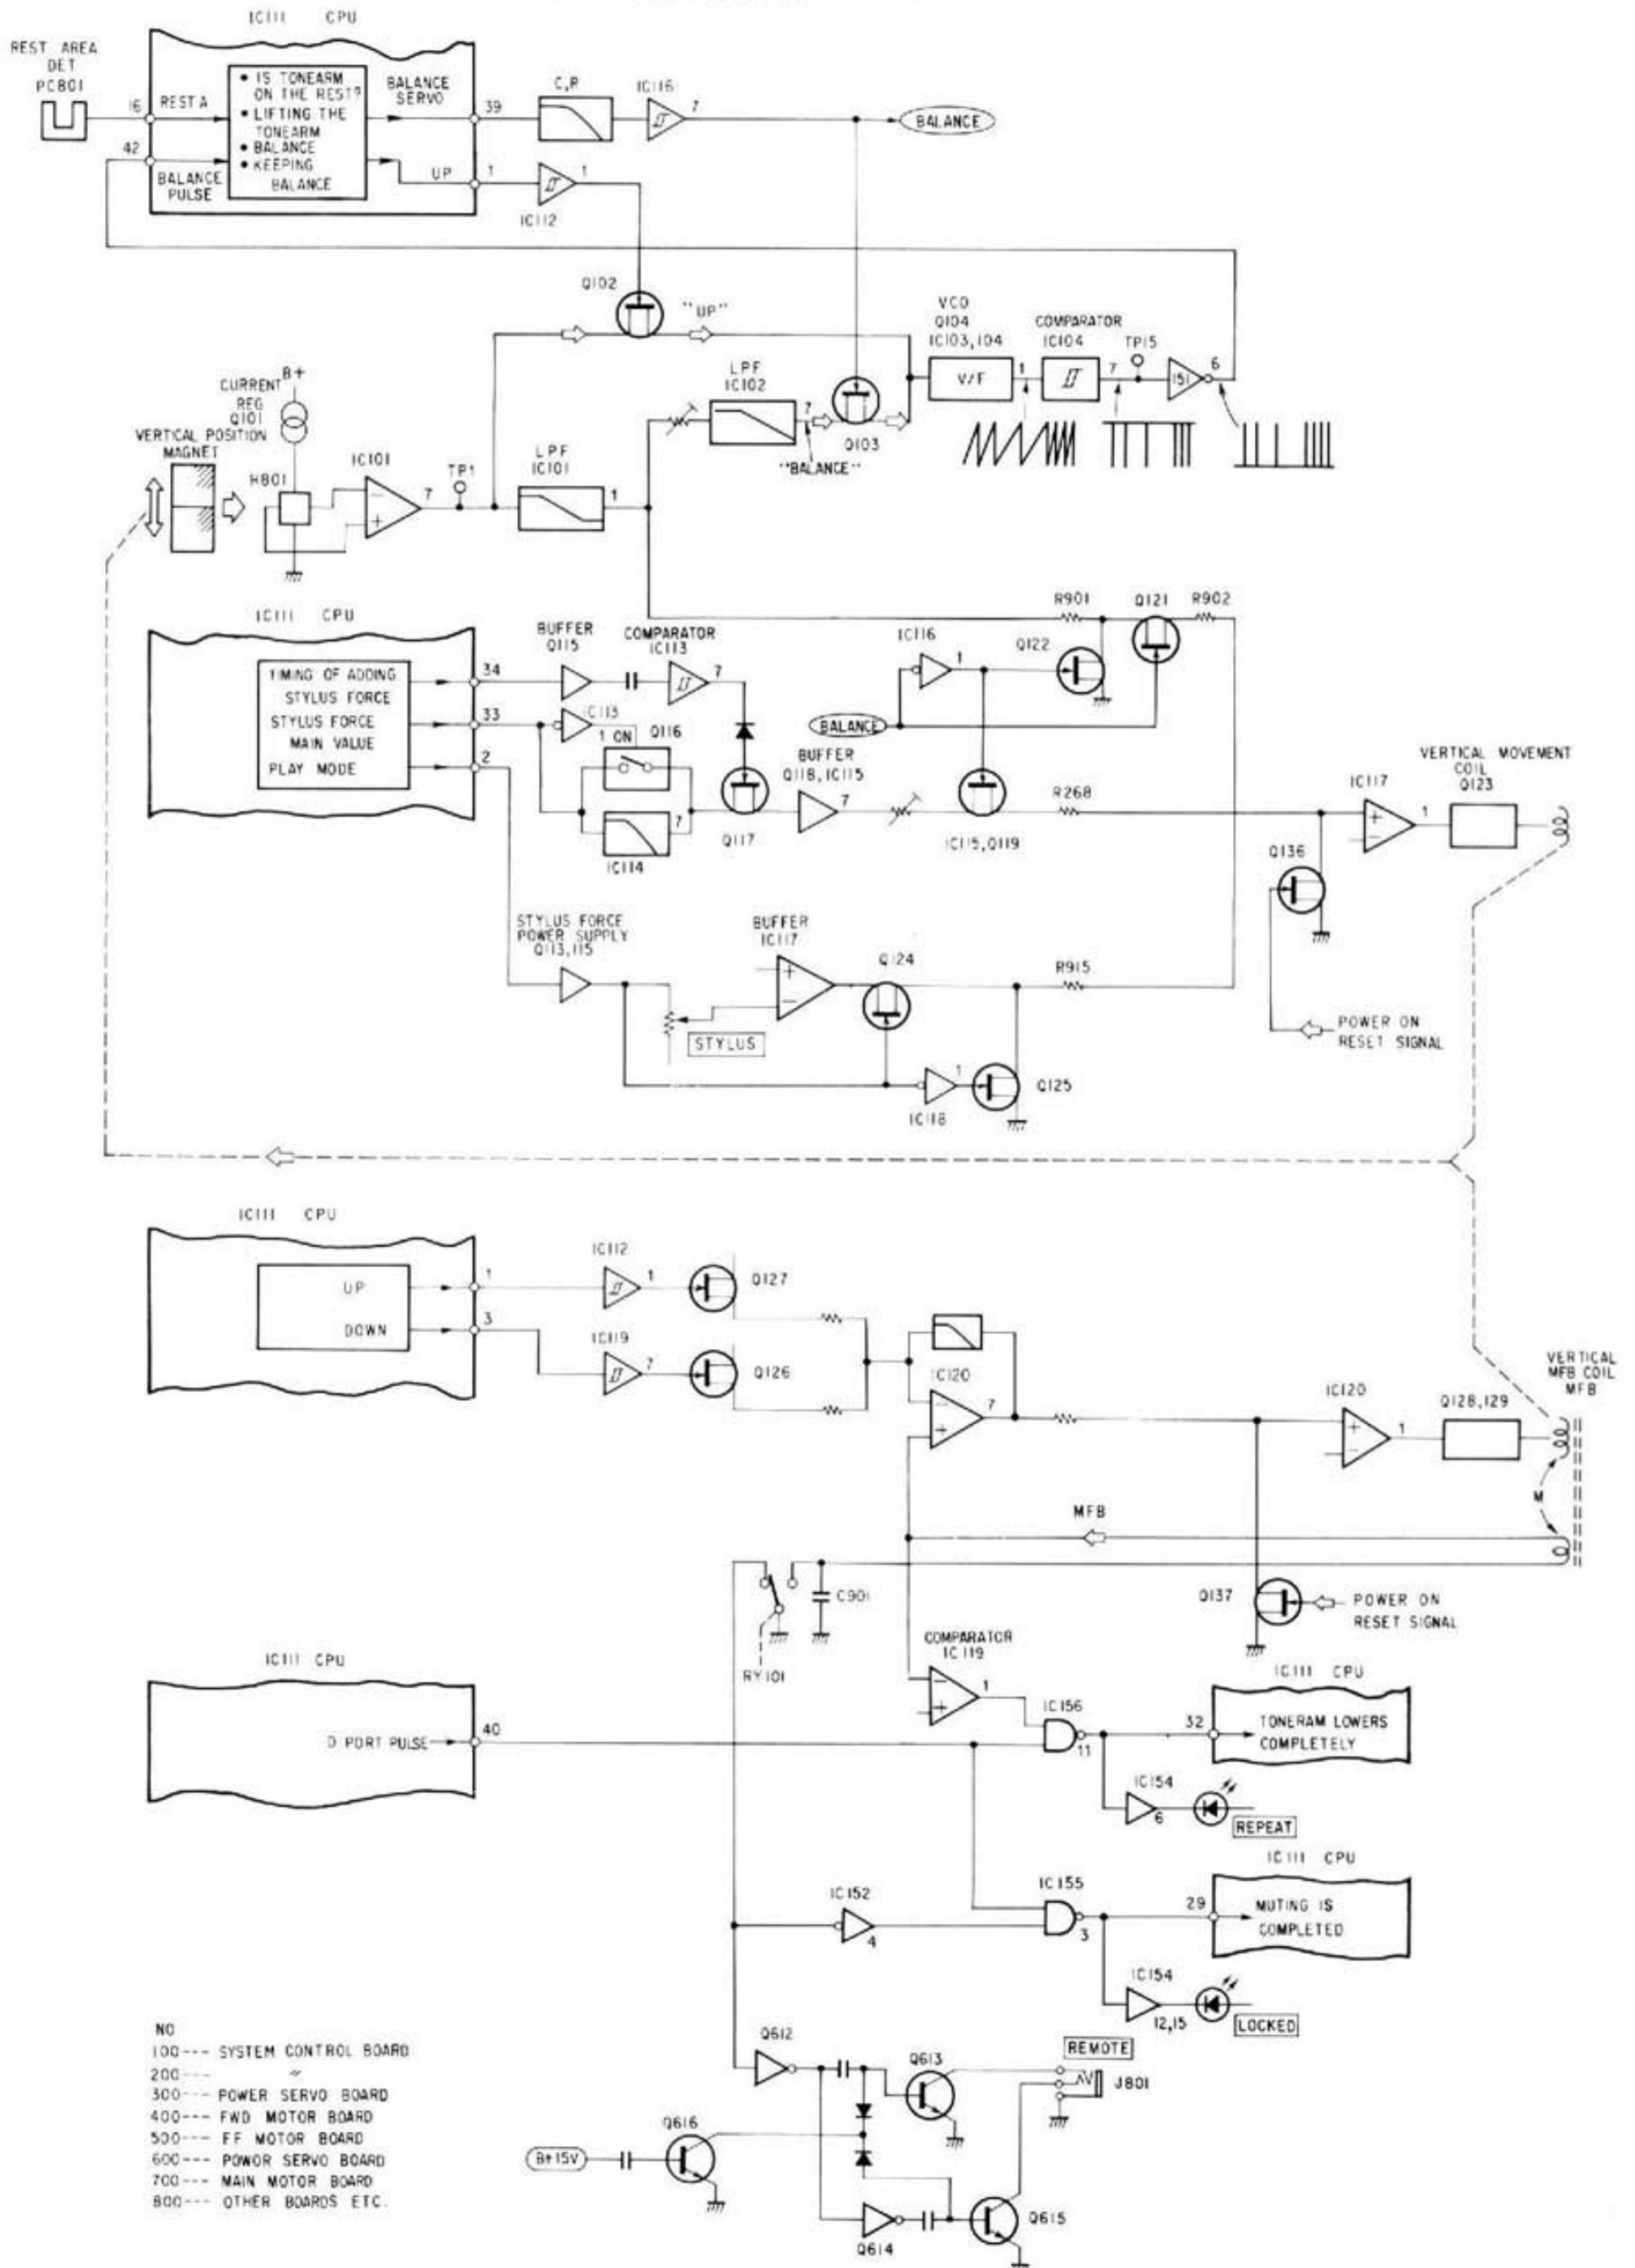 IC111 CPU
REST AREA
DET
PC801
16
REST A
42
BALANCE
PULSE
• IS TONEARM
ON THE REST?
• LIFTING THE
TONEARM
• BALANCE
• KEEPING
BALANCE
BALANCE
SERVO
39
UP
1
C,R
IC116
7
BALANCE
1
IC112
Q102
"UP"
VCO
Q104
IC103,104
V/F
1
COMPARATOR
IC104
7
TP15
151
6
LPF
IC102
7
"BALANCE"
Q103
B+
CURRENT
REG
Q101
VERTICAL POSITION
MAGNET
H801
IC101
-
+
7
TP1
LPF
IC101
1
IC111 CPU
TIMING OF ADDING
STYLUS FORCE
STYLUS FORCE
MAIN VALUE
PLAY MODE
34
33
2
BUFFER
Q115
COMPARATOR
IC113
7
IC113
1 ON
Q116
7
IC114
Q117
BUFFER
Q118,IC115
7
IC116
1
BALANCE
Q122
R901
Q121
R902
IC115,Q119
R268
IC117
+
-
1
VERTICAL MOVEMENT
COIL
Q123
Q136
POWER ON
RESET SIGNAL
STYLUS FORCE
POWER SUPPLY
Q113,115
STYLUS
BUFFER
IC117
+
-
Q124
R915
IC118
1
Q125
IC111 CPU
UP
DOWN
1
3
IC112
1
Q127
IC119
7
Q126
IC120
-
+
7
IC120
+
-
1
Q128,129
VERTICAL
MFB COIL
MFB
M
MFB
C901
RY101
Q137
POWER ON
RESET SIGNAL
COMPARATOR
IC119
-
+
1
IC111 CPU
D PORT PULSE
40
IC156
11
32
IC111 CPU
TONERAM LOWERS
COMPLETELY
IC154
6
REPEAT
IC152
4
IC155
3
29
IC111 CPU
MUTING IS
COMPLETED
IC154
12,15
LOCKED
NO
100--- SYSTEM CONTROL BOARD
200--- "
300--- POWER SERVO BOARD
400--- FWD MOTOR BOARD
500--- FF MOTOR BOARD
600--- POWOR SERVO BOARD
700--- MAIN MOTOR BOARD
800--- OTHER BOARDS ETC.
Q612
Q613
REMOTE
J801
Q616
B+15V
Q614
Q615